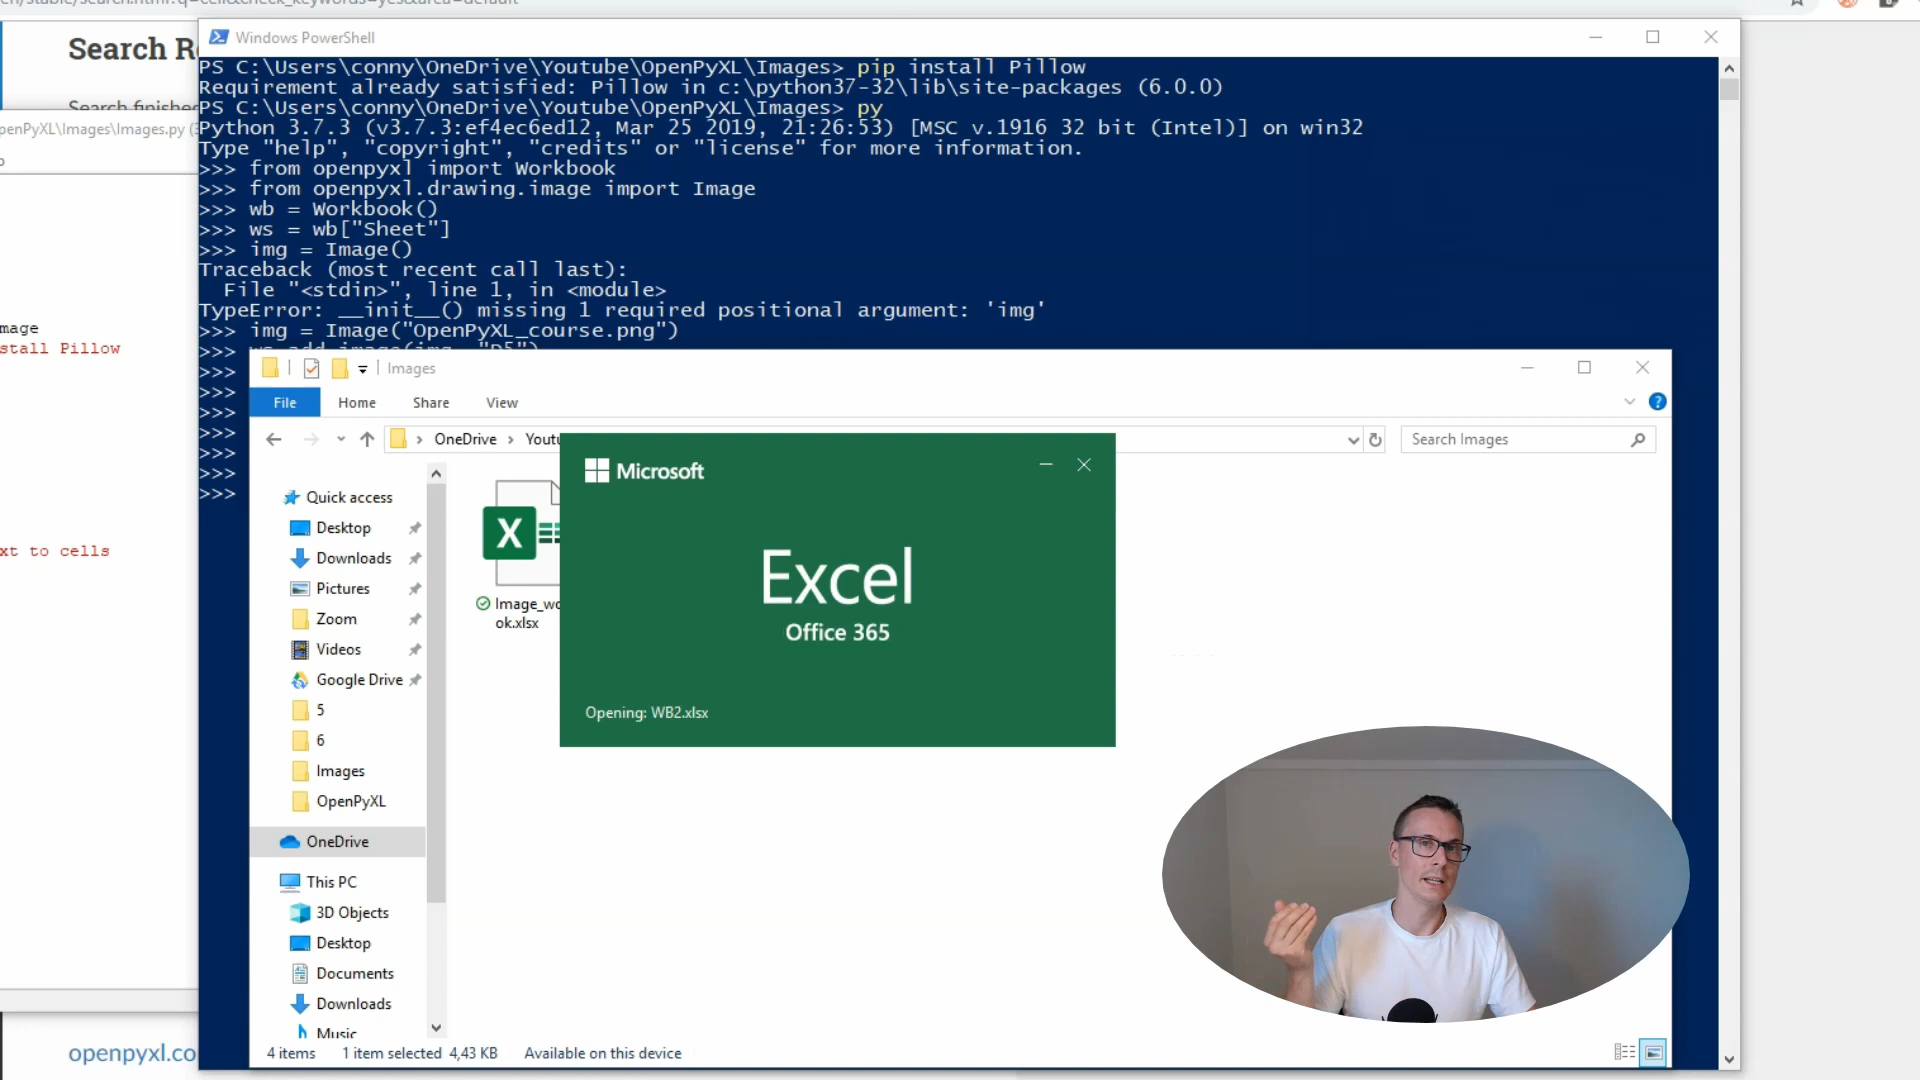 Search R
Search finished
Windows PowerShell
PS C:\Users\conny\OneDrive\Youtube\OpenPyXL\Images> pip install Pillow
Requirement already satisfied: Pillow in c:\python37-32\lib\site-packages (6.0.0)
PS C:\Users\conny\OneDrive\Youtube\OpenPyXL\Images> py
penPyXL\Images\Images.py (3
Python 3.7.3 (v3.7.3:ef4ec6ed12, Mar 25 2019, 21:26:53) [MSC v.1916 32 bit (Intel)] on win32
Type "help", "copyright", "credits" or "license" for more information.
>>> from openpyxl import Workbook
>>> from openpyxl.drawing.image import Image
>>> wb = Workbook()
>>> ws = wb["Sheet"]
>>> img = Image()
Traceback (most recent call last):
File "<stdin>", line 1, in <module>
TypeError: __init__() missing 1 required positional argument: 'img'
>>> img = Image("OpenPyXL_course.png")
>>> ws.add_image(img, "D5")
>>>
>>>
>>>
>>>
>>>
>>>
>>>
mage
stall Pillow
xt to cells
openpyxl.co
Images
File Home Share View
OneDrive Youtu
Search Images
Quick access
Desktop
Downloads
Pictures
Zoom
Videos
Google Drive
5
6
Images
OpenPyXL
OneDrive
This PC
3D Objects
Desktop
Documents
Downloads
Music
Image_wo
ok.xlsx
Microsoft
Excel
Office 365
Opening: WB2.xlsx
4 items 1 item selected 4,43 KB Available on this device